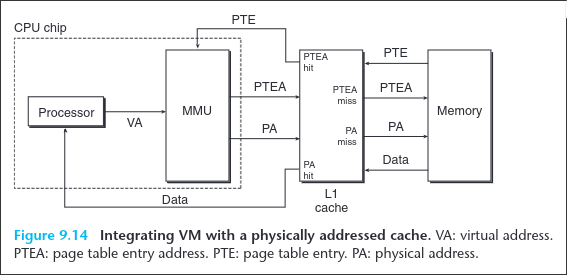 PTE
CPU chip
PTEA
hit
PTE
Processor
VA
MMU
PTEA
PTEA
miss
PTEA
Memory
PA
PA
miss
PA
PA
hit
Data
Data
L1
cache
Figure 9.14 Integrating VM with a physically addressed cache. VA: virtual address.
PTEA: page table entry address. PTE: page table entry. PA: physical address.